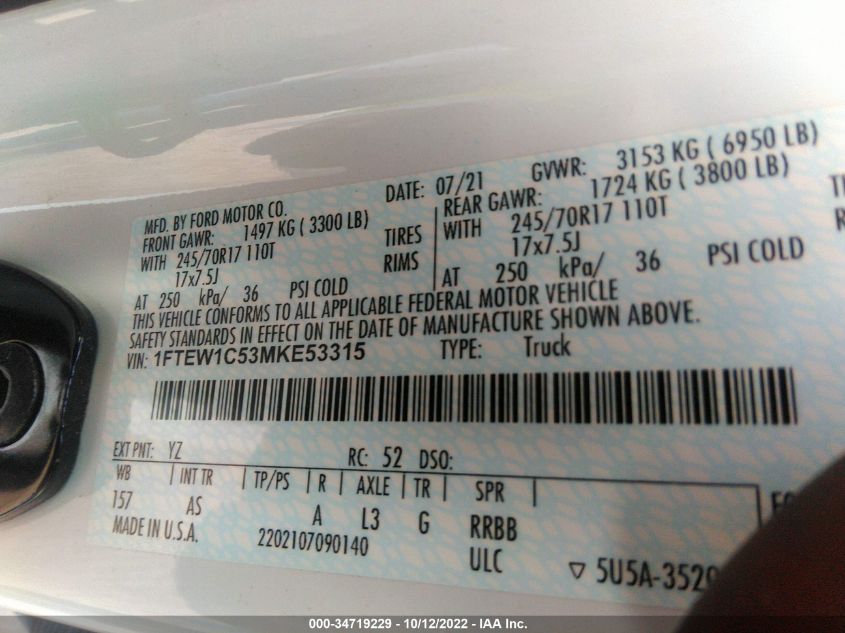 MFD. BY FORD MOTOR CO.
DATE: 07/21 GVWR: 3153 KG ( 6950 LB)
FRONT GAWR: 1497 KG ( 3300 LB) REAR GAWR: 1724 KG ( 3800 LB)
WITH 245/70R17 110T TIRES WITH 245/70R17 110T
17x7.5J RIMS 17x7.5J
AT 250 kPa/ 36 PSI COLD AT 250 kPa/ 36 PSI COLD
THIS VEHICLE CONFORMS TO ALL APPLICABLE FEDERAL MOTOR VEHICLE
SAFETY STANDARDS IN EFFECT ON THE DATE OF MANUFACTURE SHOWN ABOVE.
VIN: 1FTEW1C53MKE53315 TYPE: Truck
EXT PNT: YZ RC: 52 DSO:
WB INT TR TP/PS R AXLE TR SPR
157 AS A L3 G RRBB
MADE IN U.S.A. 2202107090140 ULC
▽ 5U5A-3520
000-34719229 - 10/12/2022 - IAA Inc.